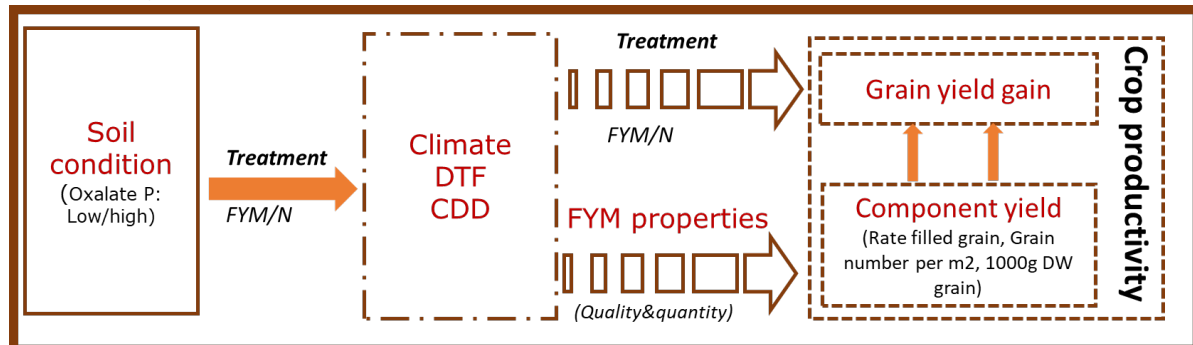 Soil
condition
(Oxalate P:
Low/high)
Treatment
FYM/N
Climate
DTF
CDD
Treatment
FYM/N
FYM properties
(Quality&quantity)
Grain yield gain
Component yield
(Rate filled grain, Grain
number per m2, 1000g DW
grain)
Crop productivity